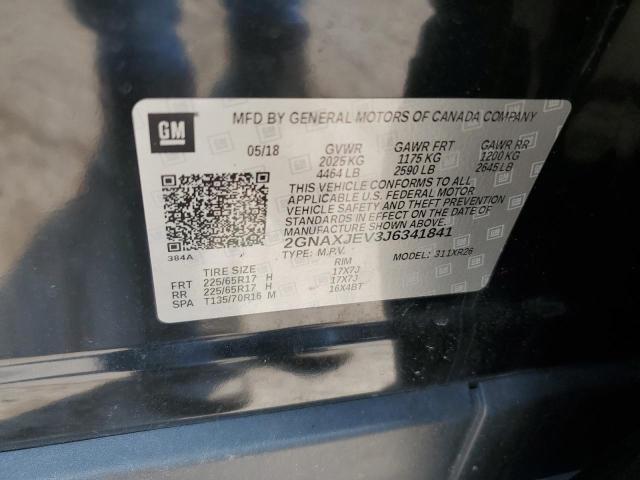 GM
MFD BY GENERAL MOTORS OF CANADA COMPANY
05/18 GVWR GAWR FRT GAWR RR
2025 KG 1175 KG 1200 KG
4464 LB 2590 LB 2645 LB
THIS VEHICLE CONFORMS TO ALL
APPLICABLE U.S. FEDERAL MOTOR
VEHICLE SAFETY AND THEFT PREVENTION
STANDARDS IN EFFECT ON THE DATE OF
MANUFACTURE SHOWN ABOVE.
384A 2GNAXJEV3J6341841
TYPE: M.P.V. MODEL: 311XR26
TIRE SIZE RIM
FRT 225/65R17 H 17X7J
RR 225/65R17 H 17X7J
SPA T135/70R16 M 16X4BT